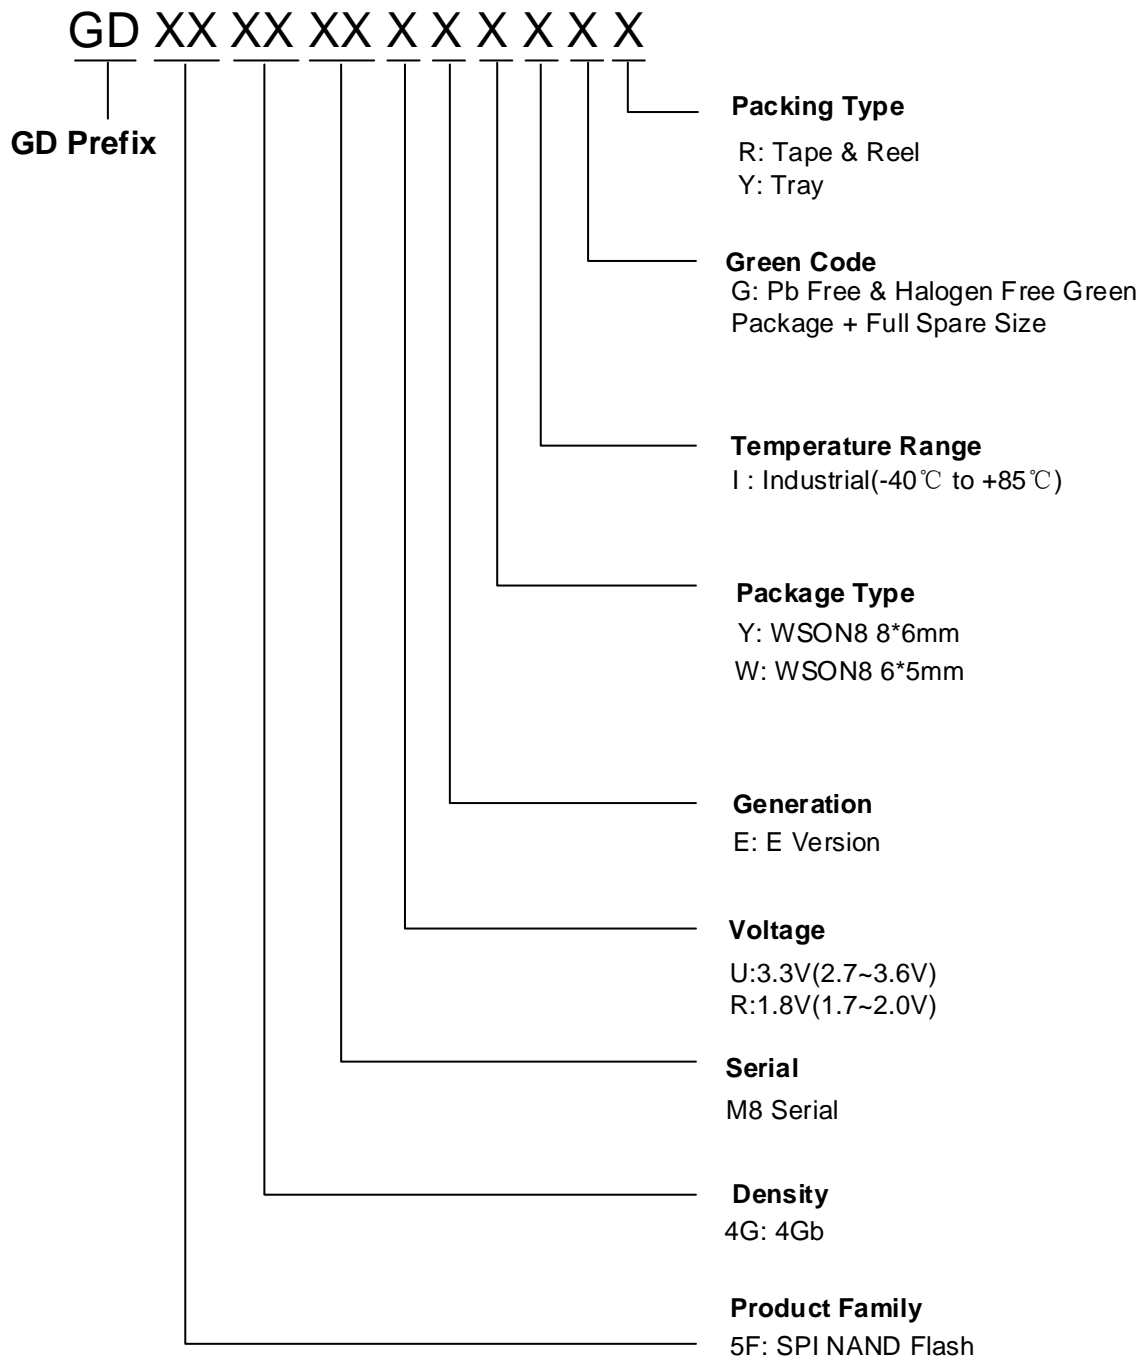 GD XX XX XX X X X X X X
GD Prefix
Packing Type
R: Tape & Reel
Y: Tray
Green Code
G: Pb Free & Halogen Free Green
Package + Full Spare Size
Temperature Range
I : Industrial(-40℃ to +85℃)
Package Type
Y: WSON8 8*6mm
W: WSON8 6*5mm
Generation
E: E Version
Voltage
U:3.3V(2.7~3.6V)
R:1.8V(1.7~2.0V)
Serial
M8 Serial
Density
4G: 4Gb
Product Family
5F: SPI NAND Flash